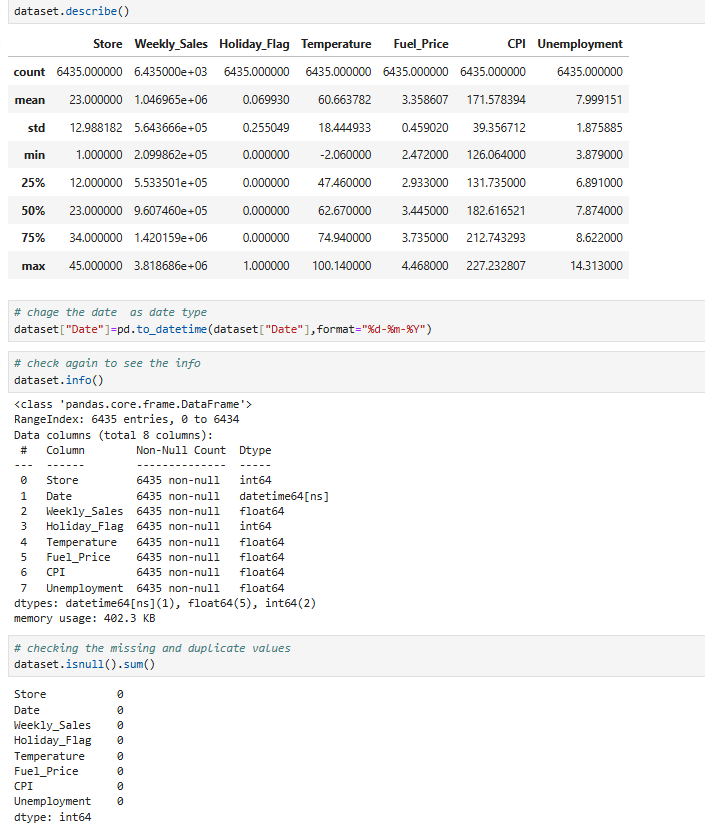 dataset.describe()
Store Weekly_Sales Holiday_Flag Temperature Fuel_Price CPI Unemployment
count 6435.000000 6.435000e+03 6435.000000 6435.000000 6435.000000 6435.000000 6435.000000
mean 23.000000 1.046965e+06 0.069930 60.663782 3.358607 171.578394 7.999151
std 12.988182 5.643666e+05 0.255049 18.444933 0.459020 39.356712 1.875885
min 1.000000 2.099862e+05 0.000000 -2.060000 2.472000 126.064000 3.879000
25% 12.000000 5.533501e+05 0.000000 47.460000 2.933000 131.735000 6.891000
50% 23.000000 9.607460e+05 0.000000 62.670000 3.445000 182.616521 7.874000
75% 34.000000 1.420159e+06 0.000000 74.940000 3.735000 212.743293 8.622000
max 45.000000 3.818686e+06 1.000000 100.140000 4.468000 227.232807 14.313000
# chage the date  as date type
dataset["Date"]=pd.to_datetime(dataset["Date"],format="%d-%m-%Y")
# check again to see the info
dataset.info()
<class 'pandas.core.frame.DataFrame'>
RangeIndex: 6435 entries, 0 to 6434
Data columns (total 8 columns):
 #   Column        Non-Null Count  Dtype
---  ------        --------------  -----
 0   Store         6435 non-null   int64
 1   Date          6435 non-null   datetime64[ns]
 2   Weekly_Sales  6435 non-null   float64
 3   Holiday_Flag  6435 non-null   int64
 4   Temperature   6435 non-null   float64
 5   Fuel_Price    6435 non-null   float64
 6   CPI           6435 non-null   float64
 7   Unemployment  6435 non-null   float64
dtypes: datetime64[ns](1), float64(5), int64(2)
memory usage: 402.3 KB
# checking the missing and duplicate values
dataset.isnull().sum()
Store           0
Date            0
Weekly_Sales    0
Holiday_Flag    0
Temperature     0
Fuel_Price      0
CPI             0
Unemployment    0
dtype: int64